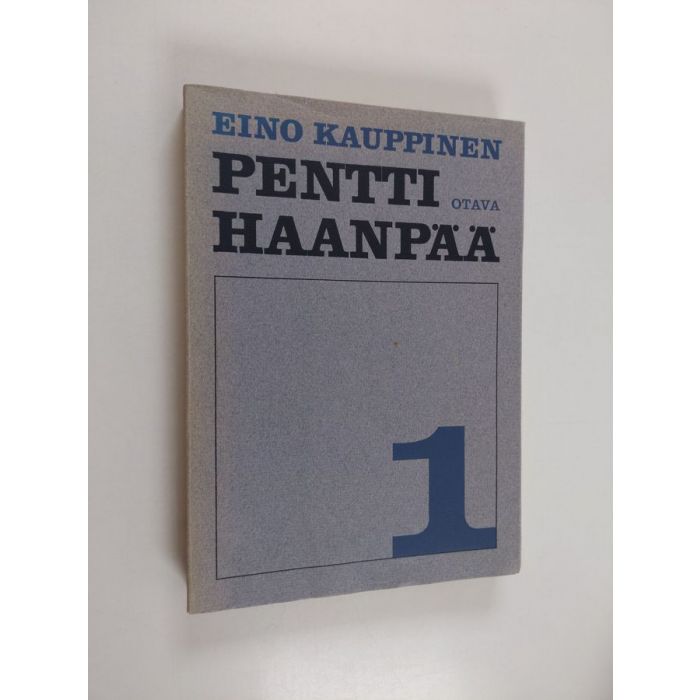 EINO KAUPPINEN
PENTTI
OTAVA
HAANPÄÄ
1